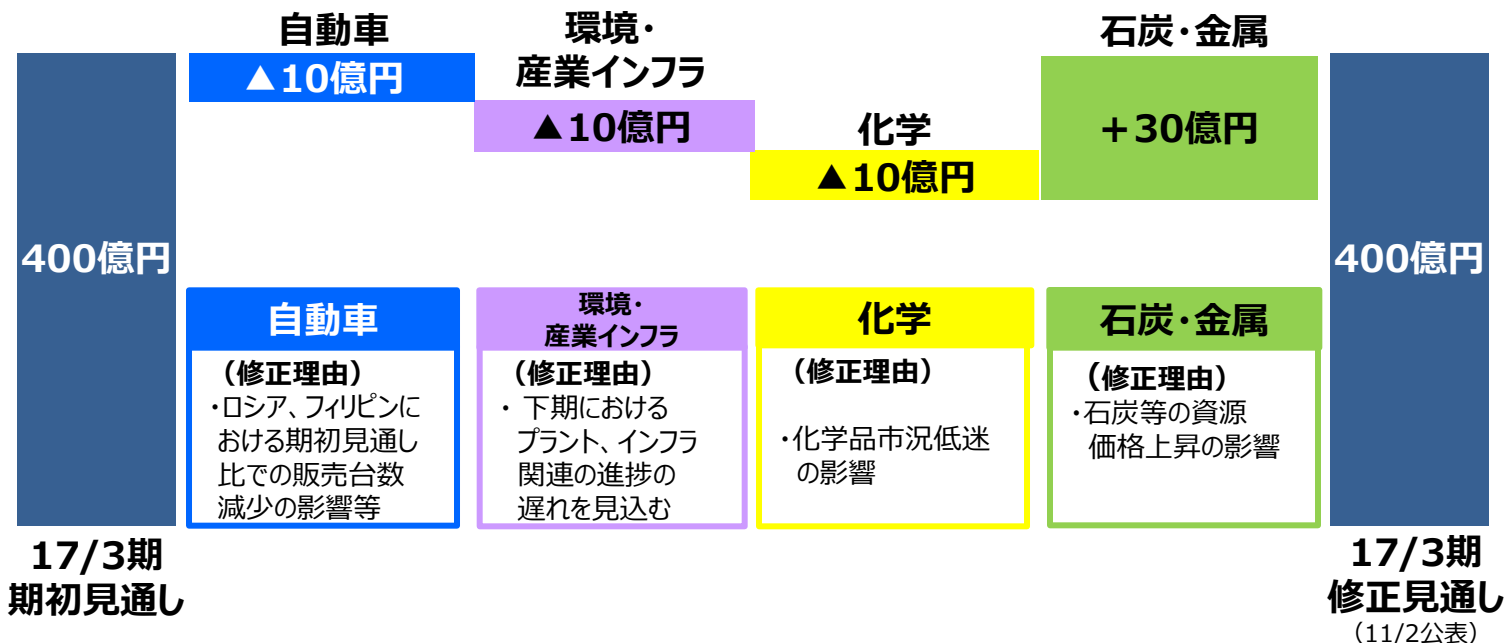 自動車
▲10億円
環境・
産業インフラ
▲10億円
化学
▲10億円
石炭・金属
＋30億円
400億円
17/3期
期初見通し
自動車
（修正理由）
・ロシア、フィリピンに
おける期初見通し
比での販売台数
減少の影響等
環境・
産業インフラ
（修正理由）
・ 下期における
プラント、インフラ
関連の進捗の
遅れを見込む
化学
（修正理由）
・化学品市況低迷
の影響
石炭・金属
（修正理由）
・石炭等の資源
価格上昇の影響
400億円
17/3期
修正見通し
（11/2公表）